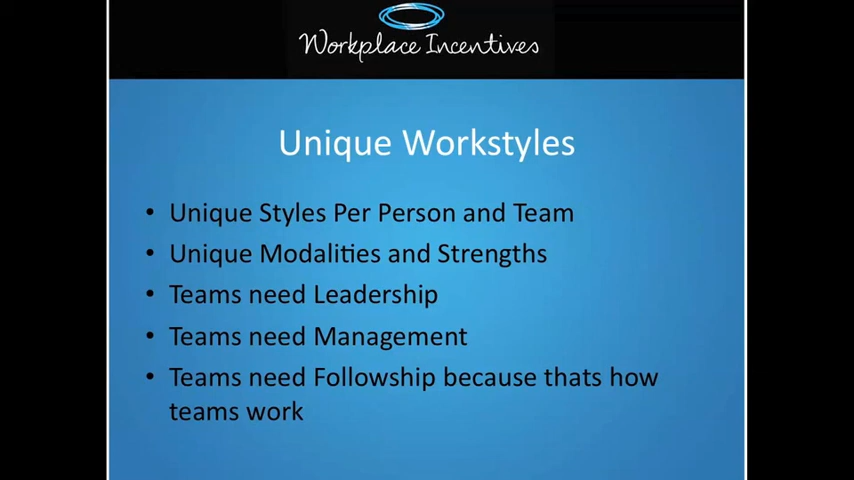 Workplace Incentives
Unique Workstyles
• Unique Styles Per Person and Team
• Unique Modalities and Strengths
• Teams need Leadership
• Teams need Management
• Teams need Followship because thats how
teams work